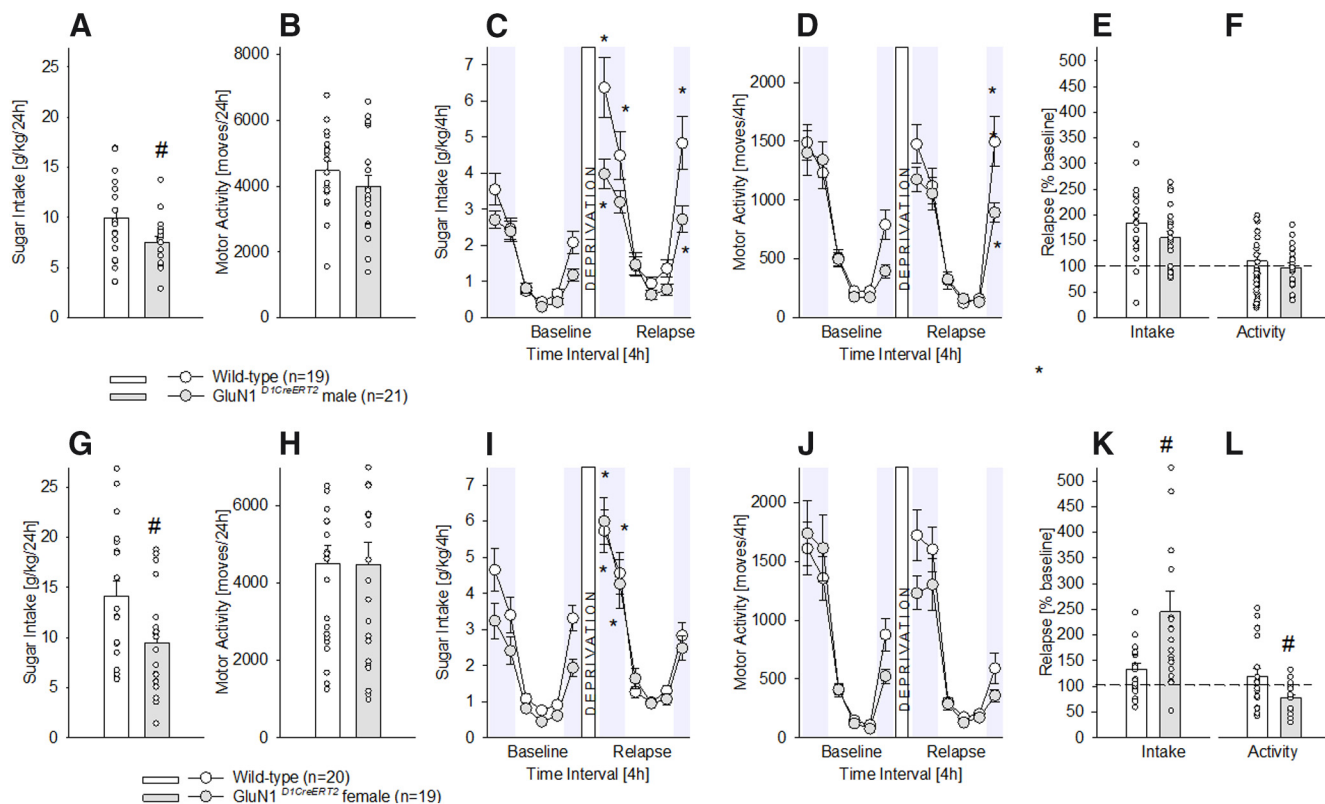 A B C D E F
25
20
15
10
5
0
Sugar Intake [g/kg/24h]
#
8000
6000
4000
2000
0
Motor Activity [moves/24h]
7
6
5
4
3
2
1
0
Sugar Intake [g/kg/4h]
* * *
* *
DEPRIVATION
Baseline Relapse
Time Interval [4h]
2000
1500
1000
500
0
Motor Activity [moves/4h]
*
*
*
DEPRIVATION
Baseline Relapse
Time Interval [4h]
500
450
400
350
300
250
200
150
100
50
0
Relapse [% baseline]
Intake Activity
*
Wild-type (n=19)
GluN1 D1CreERT2 male (n=21)
G H I J K L
25
20
15
10
5
0
Sugar Intake [g/kg/24h]
#
6000
4000
2000
0
Motor Activity [moves/24h]
7
6
5
4
3
2
1
0
Sugar Intake [g/kg/4h]
* *
* *
DEPRIVATION
Baseline Relapse
Time Interval [4h]
2000
1500
1000
500
0
Motor Activity [moves/4h]
DEPRIVATION
Baseline Relapse
Time Interval [4h]
500
450
400
350
300
250
200
150
100
50
0
Relapse [% baseline]
# #
Intake Activity
Wild-type (n=20)
GluN1 D1CreERT2 female (n=19)